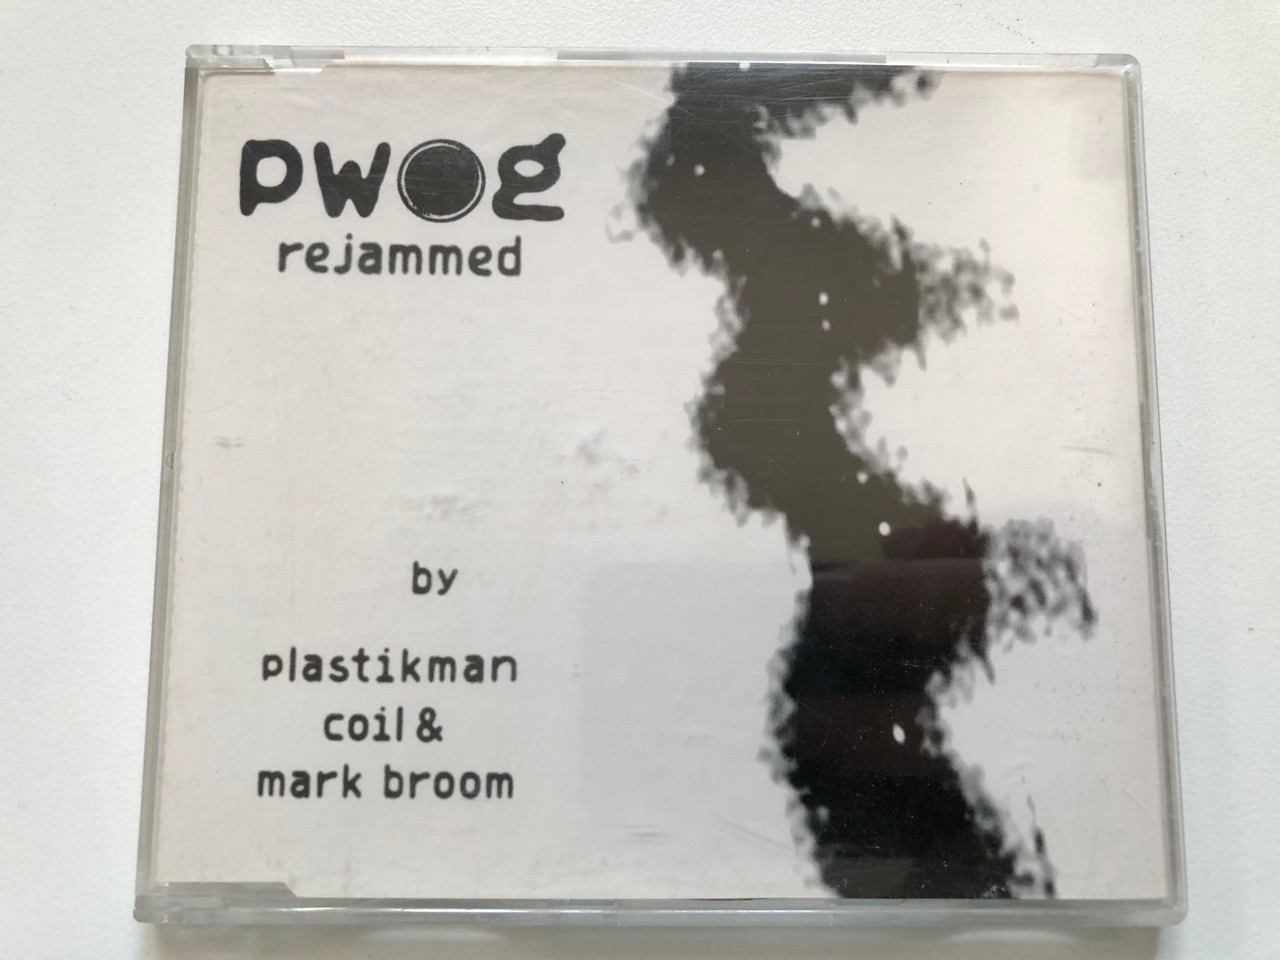 pwog
rejammed
by
plastikman
coil &
mark broom